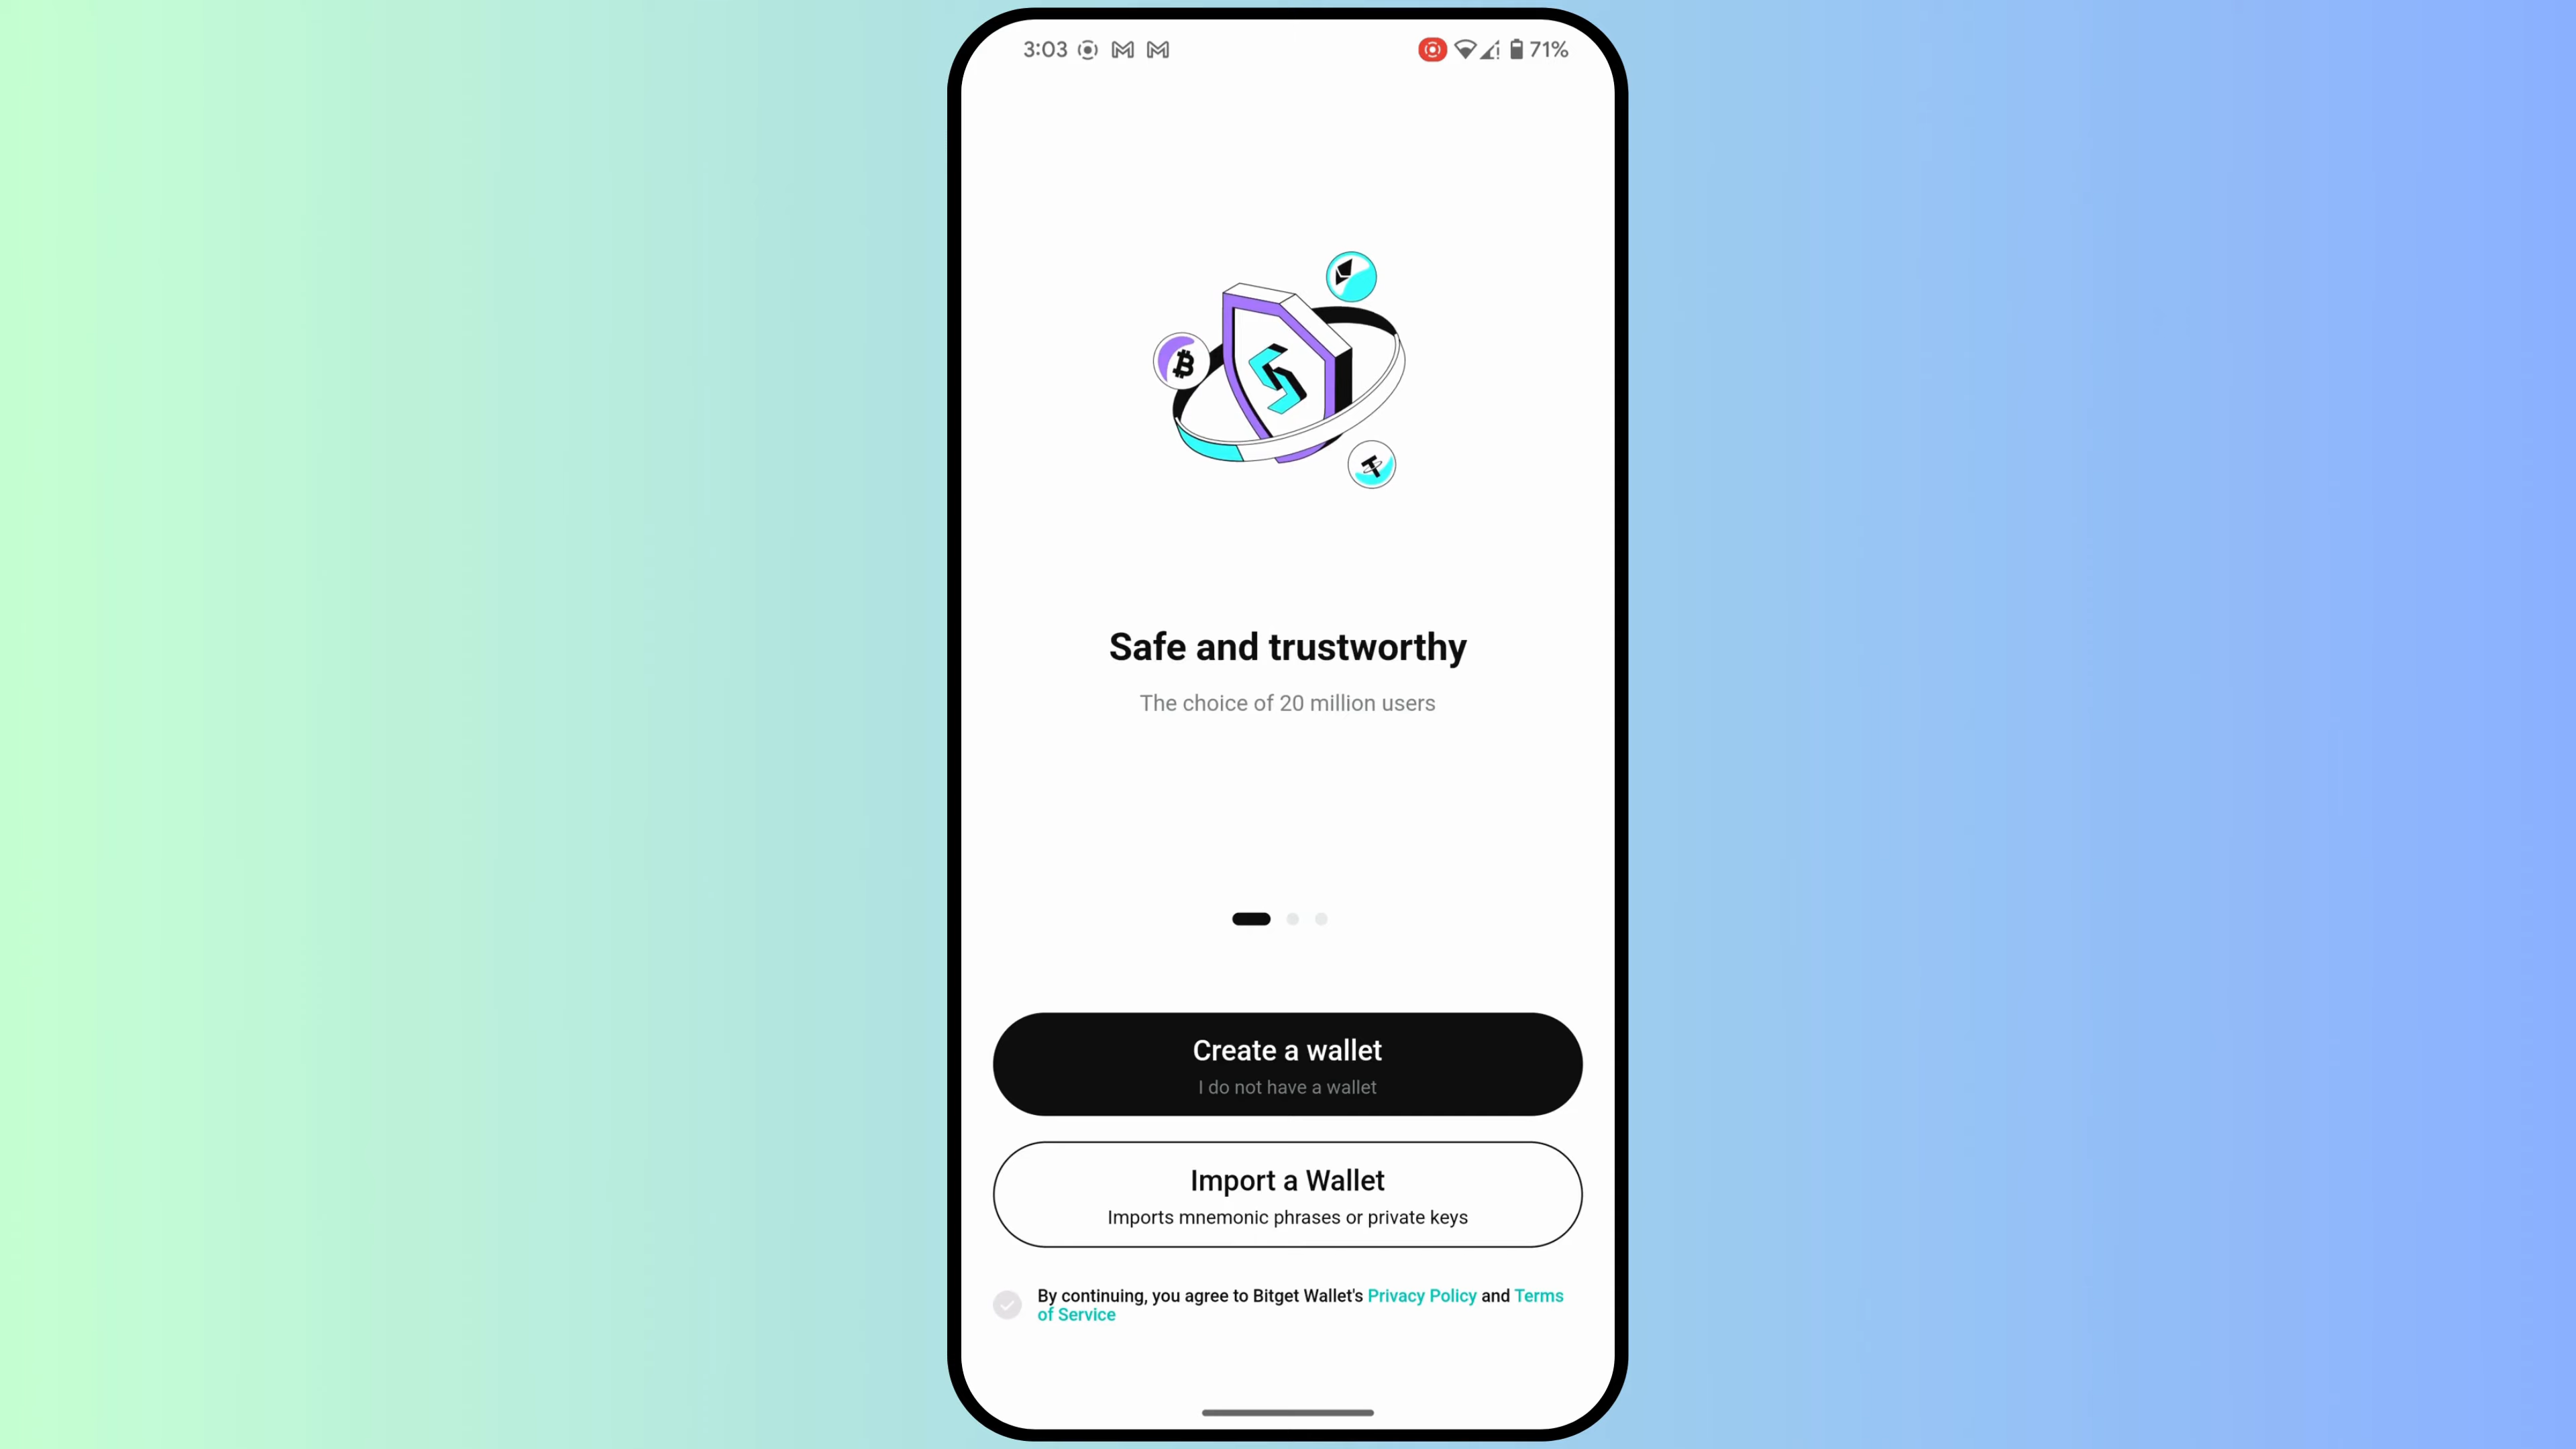 3:03
71%
Safe and trustworthy
The choice of 20 million users
Create a wallet
I do not have a wallet
Import a Wallet
Imports mnemonic phrases or private keys
By continuing, you agree to Bitget Wallet's Privacy Policy and Terms
of Service